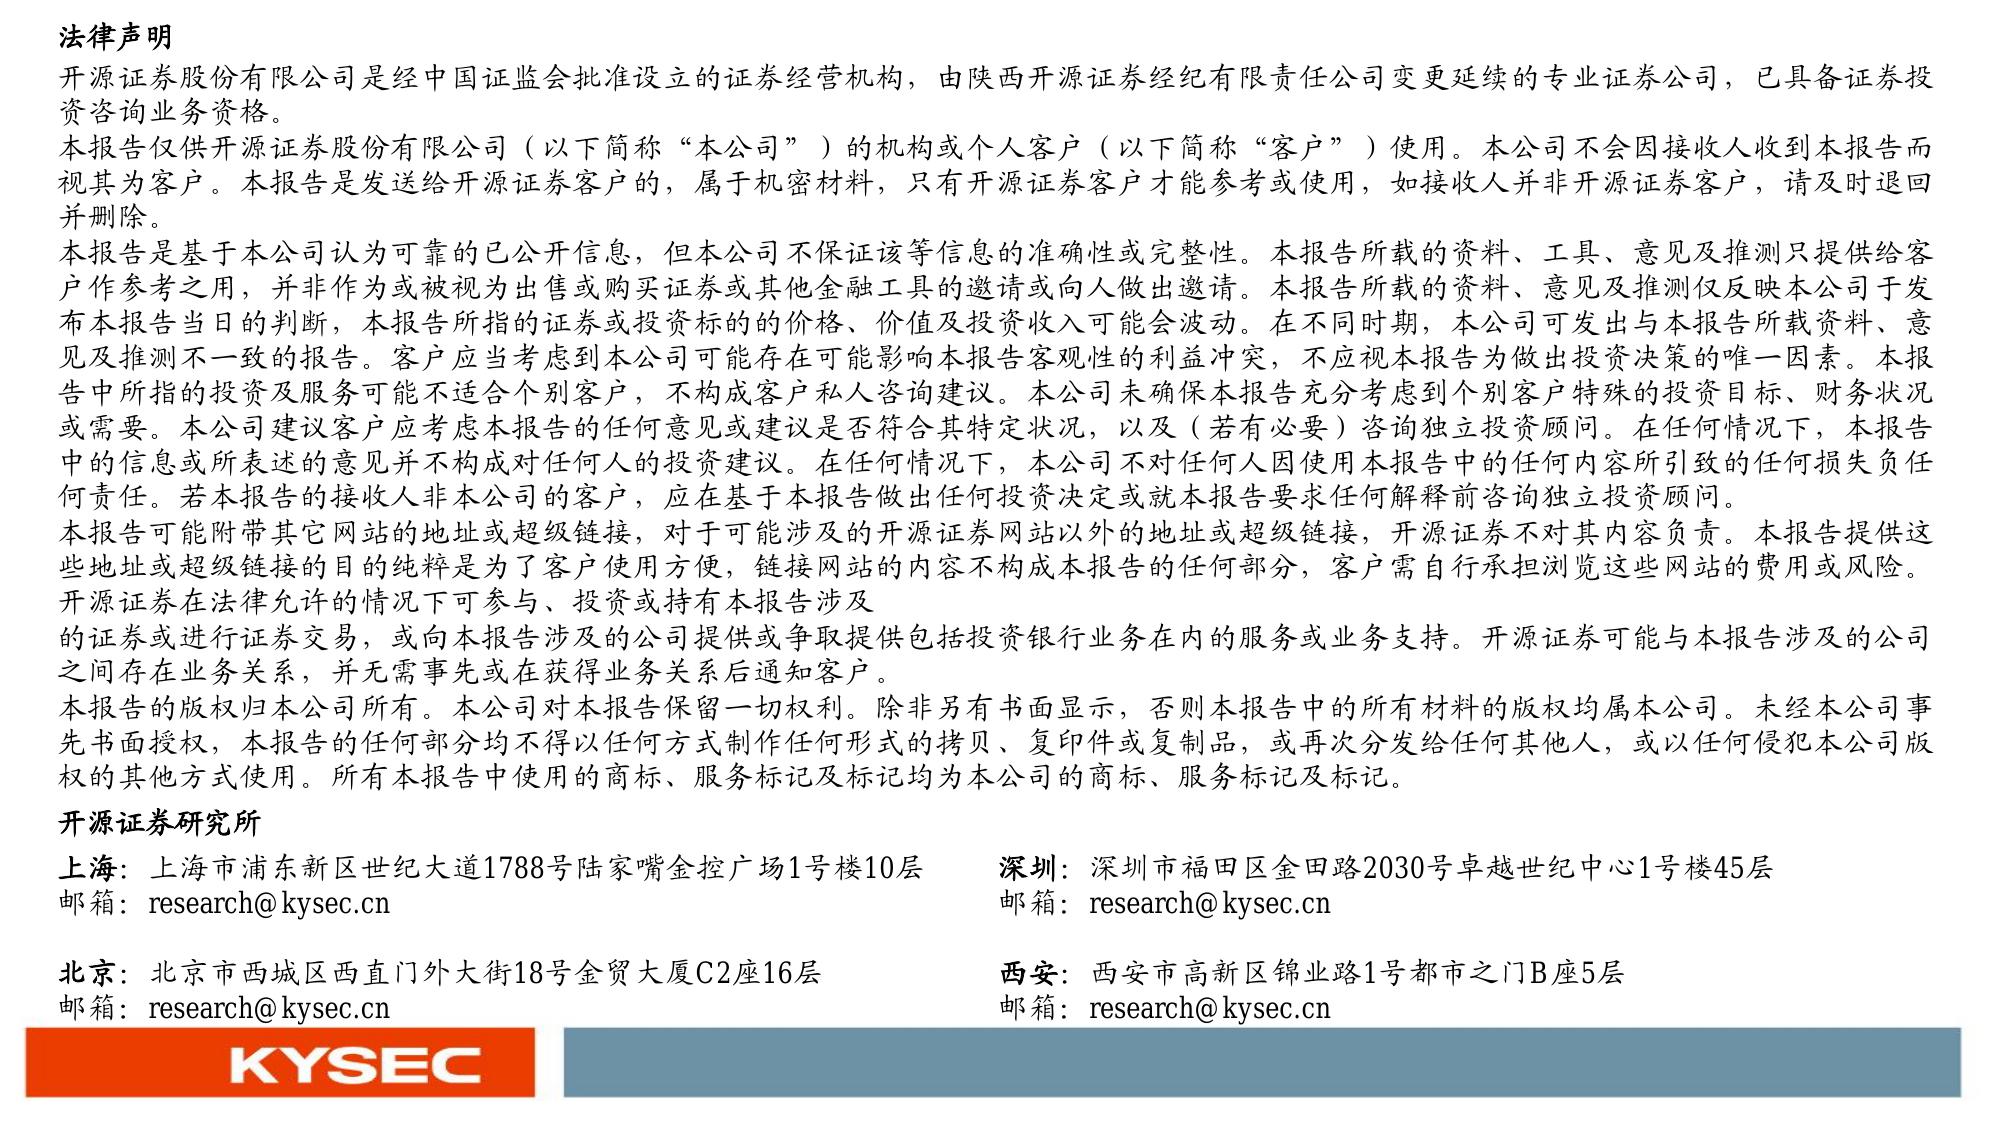 法律声明
开源证券股份有限公司是经中国证监会批准设立的证券经营机构，由陕西开源证券经纪有限责任公司变更延续的专业证券公司，已具备证券投
资咨询业务资格。
本报告仅供开源证券股份有限公司（以下简称“本公司”）的机构或个人客户（以下简称“客户”）使用。本公司不会因接收人收到本报告而
视其为客户。本报告是发送给开源证券客户的，属于机密材料，只有开源证券客户才能参考或使用，如接收人并非开源证券客户，请及时退回
并删除。
本报告是基于本公司认为可靠的已公开信息，但本公司不保证该等信息的准确性或完整性。本报告所载的资料、工具、意见及推测只提供给客
户作参考之用，并非作为或被视为出售或购买证券或其他金融工具的邀请或向人做出邀请。本报告所载的资料、意见及推测仅反映本公司于发
布本报告当日的判断，本报告所指的证券或投资标的的价格、价值及投资收入可能会波动。在不同时期，本公司可发出与本报告所载资料、意
见及推测不一致的报告。客户应当考虑到本公司可能存在可能影响本报告客观性的利益冲突，不应视本报告为做出投资决策的唯一因素。本报
告中所指的投资及服务可能不适合个别客户，不构成客户私人咨询建议。本公司未确保本报告充分考虑到个别客户特殊的投资目标、财务状况
或需要。本公司建议客户应考虑本报告的任何意见或建议是否符合其特定状况，以及（若有必要）咨询独立投资顾问。在任何情况下，本报告
中的信息或所表述的意见并不构成对任何人的投资建议。在任何情况下，本公司不对任何人因使用本报告中的任何内容所引致的任何损失负任
何责任。若本报告的接收人非本公司的客户，应在基于本报告做出任何投资决定或就本报告要求任何解释前咨询独立投资顾问。
本报告可能附带其它网站的地址或超级链接，对于可能涉及的开源证券网站以外的地址或超级链接，开源证券不对其内容负责。本报告提供这
些地址或超级链接的目的纯粹是为了客户使用方便，链接网站的内容不构成本报告的任何部分，客户需自行承担浏览这些网站的费用或风险。
开源证券在法律允许的情况下可参与、投资或持有本报告涉及
的证券或进行证券交易，或向本报告涉及的公司提供或争取提供包括投资银行业务在内的服务或业务支持。开源证券可能与本报告涉及的公司
之间存在业务关系，并无需事先或在获得业务关系后通知客户。
本报告的版权归本公司所有。本公司对本报告保留一切权利。除非另有书面显示，否则本报告中的所有材料的版权均属本公司。未经本公司事
先书面授权，本报告的任何部分均不得以任何方式制作任何形式的拷贝、复印件或复制品，或再次分发给任何其他人，或以任何侵犯本公司版
权的其他方式使用。所有本报告中使用的商标、服务标记及标记均为本公司的商标、服务标记及标记。
开源证券研究所
上海：上海市浦东新区世纪大道1788号陆家嘴金控广场1号楼10层
邮箱：research@kysec.cn
深圳：深圳市福田区金田路2030号卓越世纪中心1号楼45层
邮箱：research@kysec.cn
北京：北京市西城区西直门外大街18号金贸大厦C2座16层
邮箱：research@kysec.cn
西安：西安市高新区锦业路1号都市之门B座5层
邮箱：research@kysec.cn
KYSEC